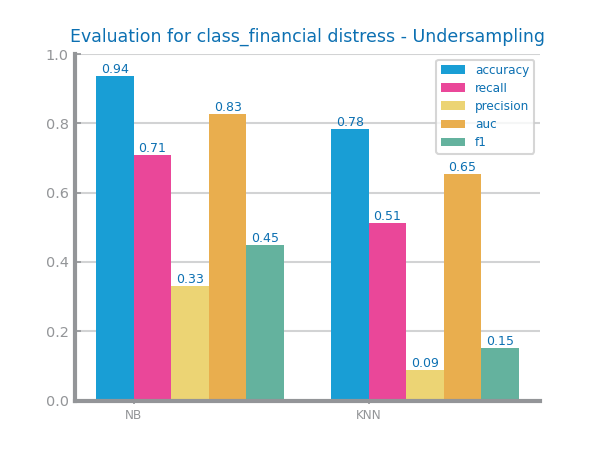 Evaluation for class_financial distress - Undersampling
1.0
0.8
0.6
0.4
0.2
0.0
0.94
0.71
0.33
0.83
0.45
0.78
0.51
0.09
0.65
0.15
accuracy
recall
precision
auc
f1
NB
KNN